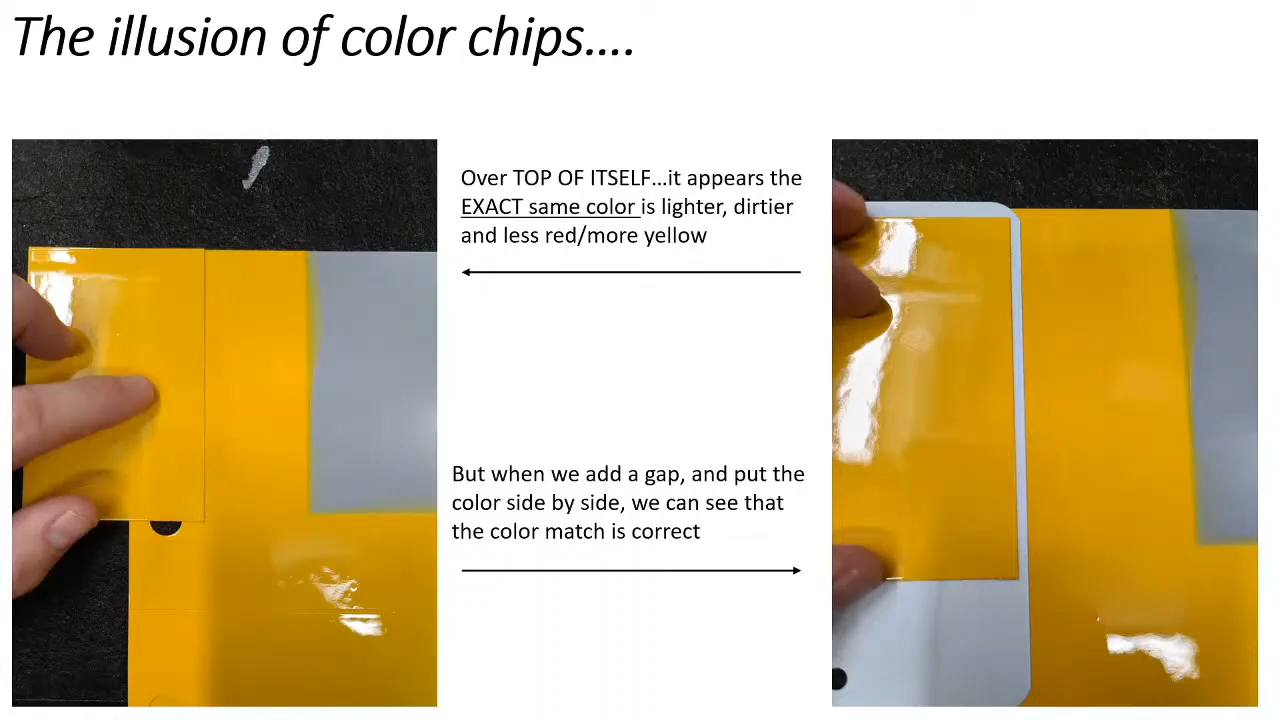 The illusion of color chips....
Over TOP OF ITSELF...it appears the
EXACT same color is lighter, dirtier
and less red/more yellow
But when we add a gap, and put the
color side by side, we can see that
the color match is correct